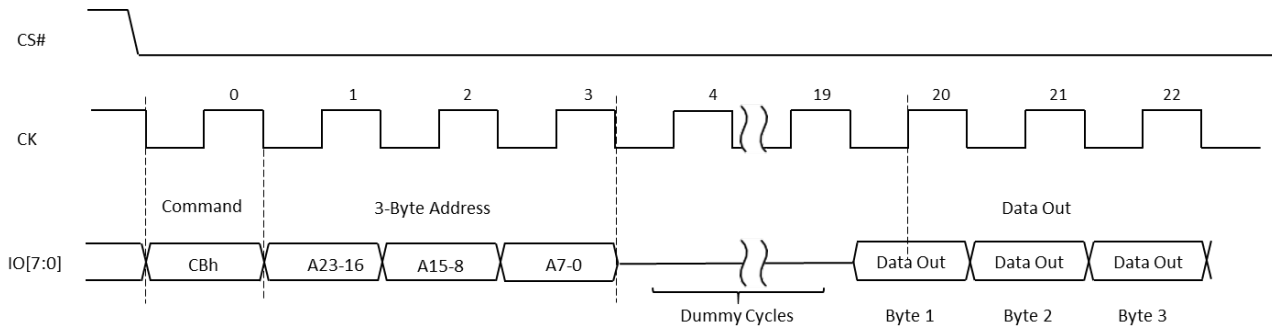 CS#
0 1 2 3 4 19 20 21 22
CK
Command 3-Byte Address Data Out
IO[7:0] CBh A23-16 A15-8 A7-0 Data Out Data Out Data Out
Dummy Cycles Byte 1 Byte 2 Byte 3